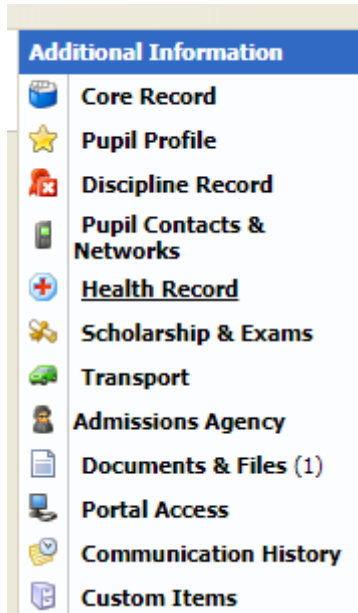 Additional Information
Core Record
Pupil Profile
Discipline Record
Pupil Contacts &
Networks
Health Record
Scholarship & Exams
Transport
Admissions Agency
Documents & Files (1)
Portal Access
Communication History
Custom Items